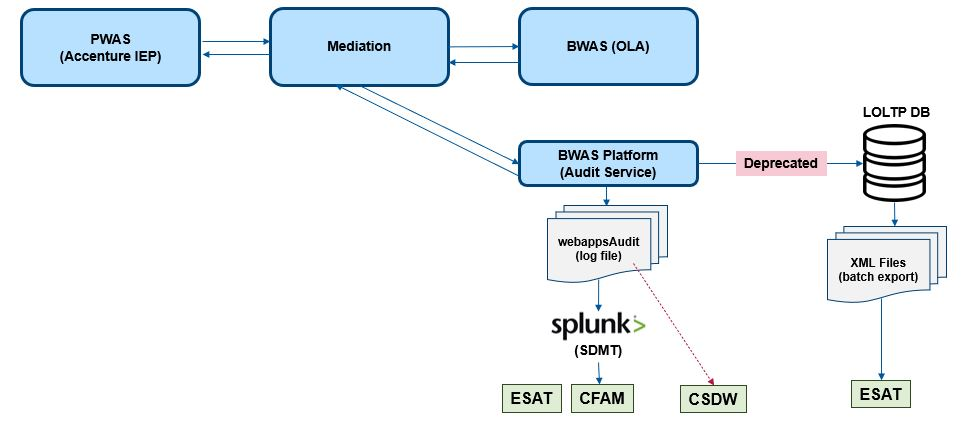 PWAS
(Accenture IEP)
Mediation
BWAS (OLA)
LOLTP DB
BWAS Platform
(Audit Service)
Deprecated
webappsAudit
(log file)
XML Files
(batch export)
splunk>
(SDMT)
ESAT
CFAM
CSDW
ESAT